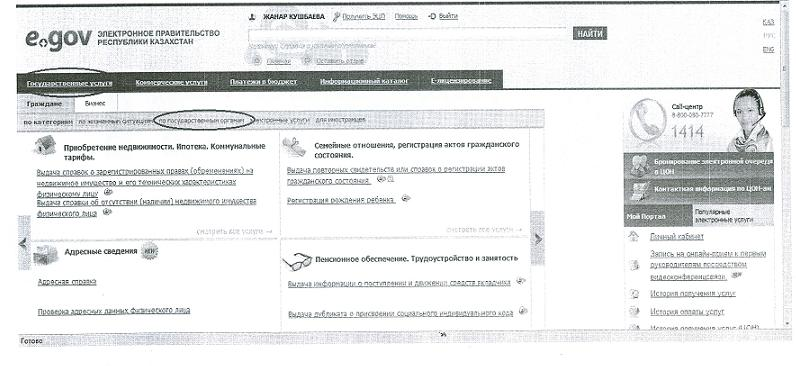 ЖАНАР КУШБАЕВА Получить ЭЦП Помощь Выйти
e.gov ЭЛЕКТРОННОЕ ПРАВИТЕЛЬСТВО
РЕСПУБЛИКИ КАЗАХСТАН
НАЙТИ
Главная Оставить отзыв
ҚАЗ
РУС
ENG
Государственные услуги Коммерческие услуги Платежи в бюджет Информационный каталог Е-лицензирование
Граждане Бизнес
по категориям по жизненным ситуациям по государственным органам электронные услуги для иностранцев
Приобретение недвижимости. Ипотека. Коммунальные
тарифы.
Выдача справок о зарегистрированных правах (обременениях) на
недвижимое имущество и его технических характеристиках
физическому лицу
Выдача справки об отсутствии (наличии) недвижимого имущества
физического лица
смотреть все услуги →
Семейные отношения, регистрация актов гражданского
состояния.
Выдача повторных свидетельств или справок о регистрации актов
гражданского состояния.
Регистрация рождения ребенка.
смотреть все услуги →
Адресные сведения NEW
Адресная справка
Проверка адресных данных физического лица
Пенсионное обеспечение. Трудоустройство и занятость
Выдача информации о поступлении и движении средств вкладчика
Выдача дубликата о присвоении социального индивидуального кода
Call-центр
8-800-080-7777
1414
Бронирование электронной очереди
в ЦОН
Контактная информация по ЦОН-ам
Мой Портал
Популярные
электронные услуги
Личный кабинет
Запись на онлайн-прием к первым
руководителям посредством
видеоконференцсвязи.
История получения услуг
История оплаты услуг
История получения услуг (ЦОН)
Готово